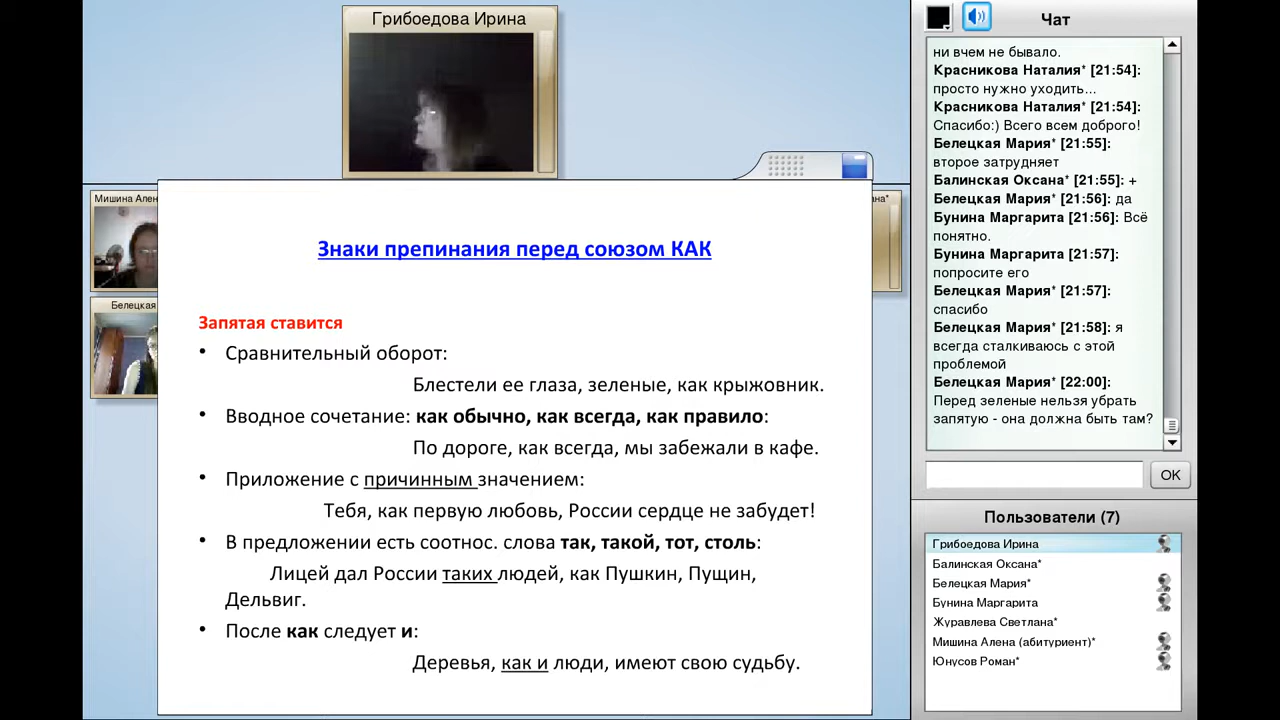 Грибоедова Ирина
Мишина Ален
ана*
Белецкая
Знаки препинания перед союзом КАК
Запятая ставится
• Сравнительный оборот:
Блестели ее глаза, зеленые, как крыжовник.
• Вводное сочетание: как обычно, как всегда, как правило:
По дороге, как всегда, мы забежали в кафе.
• Приложение с причинным значением:
Тебя, как первую любовь, России сердце не забудет!
• В предложении есть соотнос. слова так, такой, тот, столь:
Лицей дал России таких людей, как Пушкин, Пущин,
Дельвиг.
• После как следует и:
Деревья, как и люди, имеют свою судьбу.
Чат
ни вчем не бывало.
Красникова Наталия* [21:54]:
просто нужно уходить...
Красникова Наталия* [21:54]:
Спасибо:) Всего всем доброго!
Белецкая Мария* [21:55]:
второе затрудняет
Балинская Оксана* [21:55]: +
Белецкая Мария* [21:56]: да
Бунина Маргарита [21:56]: Всё
понятно.
Бунина Маргарита [21:57]:
попросите его
Белецкая Мария* [21:57]:
спасибо
Белецкая Мария* [21:58]: я
всегда сталкиваюсь с этой
проблемой
Белецкая Мария* [22:00]:
Перед зеленые нельзя убрать
запятую - она должна быть там?
OK
Пользователи (7)
Грибоедова Ирина
Балинская Оксана*
Белецкая Мария*
Бунина Маргарита
Журавлева Светлана*
Мишина Алена (абитуриент)*
Юнусов Роман*